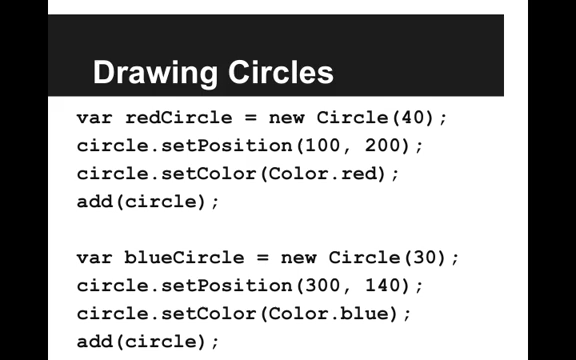 Drawing Circles
var redCircle = new Circle(40);
circle.setPosition(100, 200);
circle.setColor(Color.red);
add(circle);
var blueCircle = new Circle(30);
circle.setPosition(300, 140);
circle.setColor(Color.blue);
add(circle);